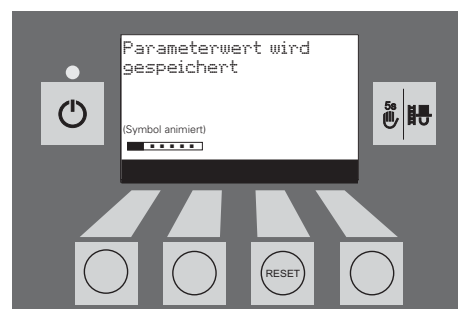 Parameterwert wird
gespeichert
(Symbol animiert)
5s
RESET